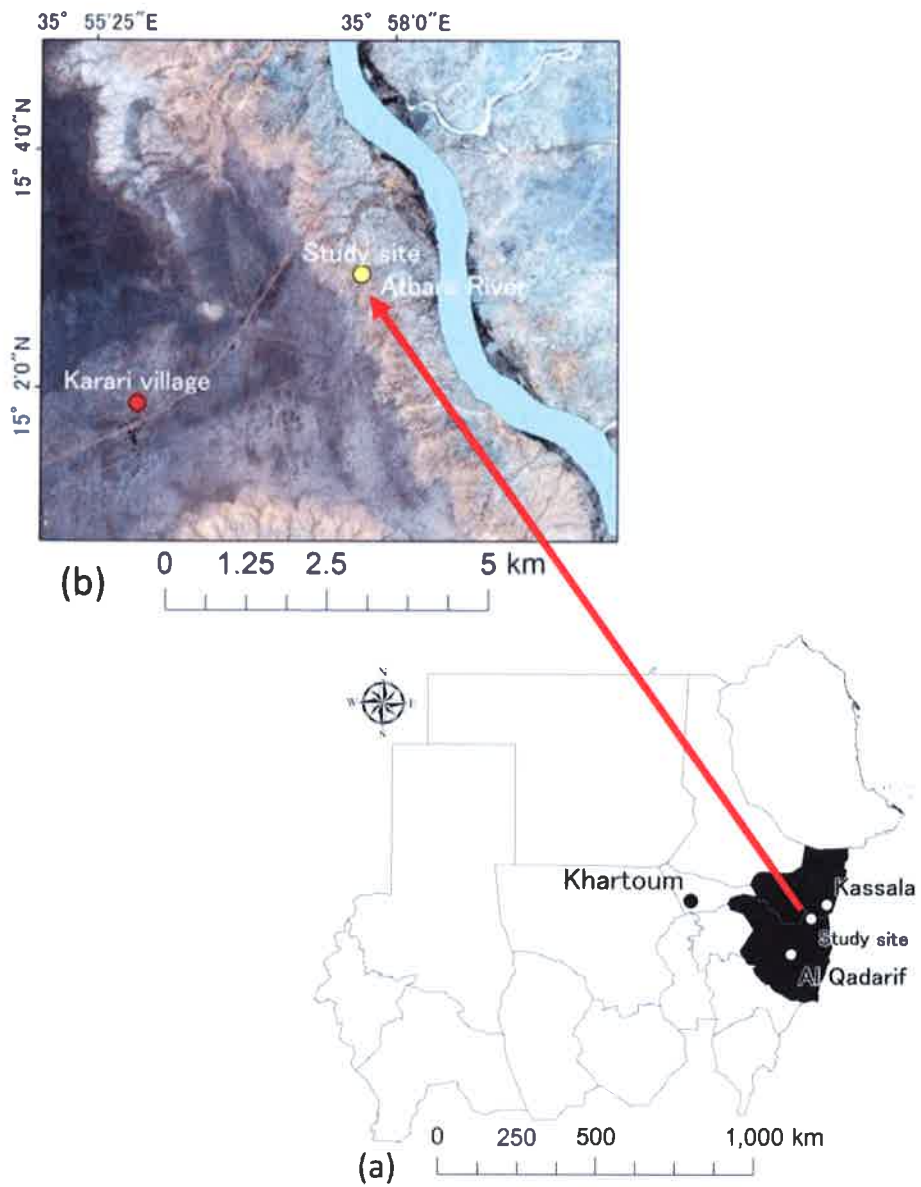 35° 55'25"E 35° 58'0"E
15° 4'0"N
Study site
Atbara River
15° 2'0"N
Karari village
0 1.25 2.5 5 km
(b)
N
W E
S
Khartoum
Kassala
Study site
Al Qadarif
0 250 500 1,000 km
(a)